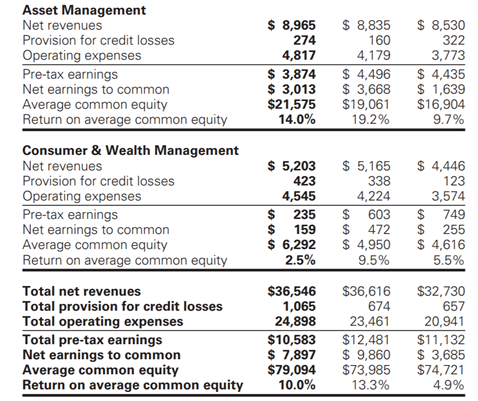 Asset Management
Net revenues $ 8,965 $ 8,835 $ 8,530
Provision for credit losses 274 160 322
Operating expenses 4,817 4,179 3,773
Pre-tax earnings $ 3,874 $ 4,496 $ 4,435
Net earnings to common $ 3,013 $ 3,668 $ 1,639
Average common equity $21,575 $19,061 $16,904
Return on average common equity 14.0% 19.2% 9.7%
Consumer & Wealth Management
Net revenues $ 5,203 $ 5,165 $ 4,446
Provision for credit losses 423 338 123
Operating expenses 4,545 4,224 3,574
Pre-tax earnings $ 235 $ 603 $ 749
Net earnings to common $ 159 $ 472 $ 255
Average common equity $ 6,292 $ 4,950 $ 4,616
Return on average common equity 2.5% 9.5% 5.5%
Total net revenues $36,546 $36,616 $32,730
Total provision for credit losses 1,065 674 657
Total operating expenses 24,898 23,461 20,941
Total pre-tax earnings $10,583 $12,481 $11,132
Net earnings to common $ 7,897 $ 9,860 $ 3,685
Average common equity $79,094 $73,985 $74,721
Return on average common equity 10.0% 13.3% 4.9%